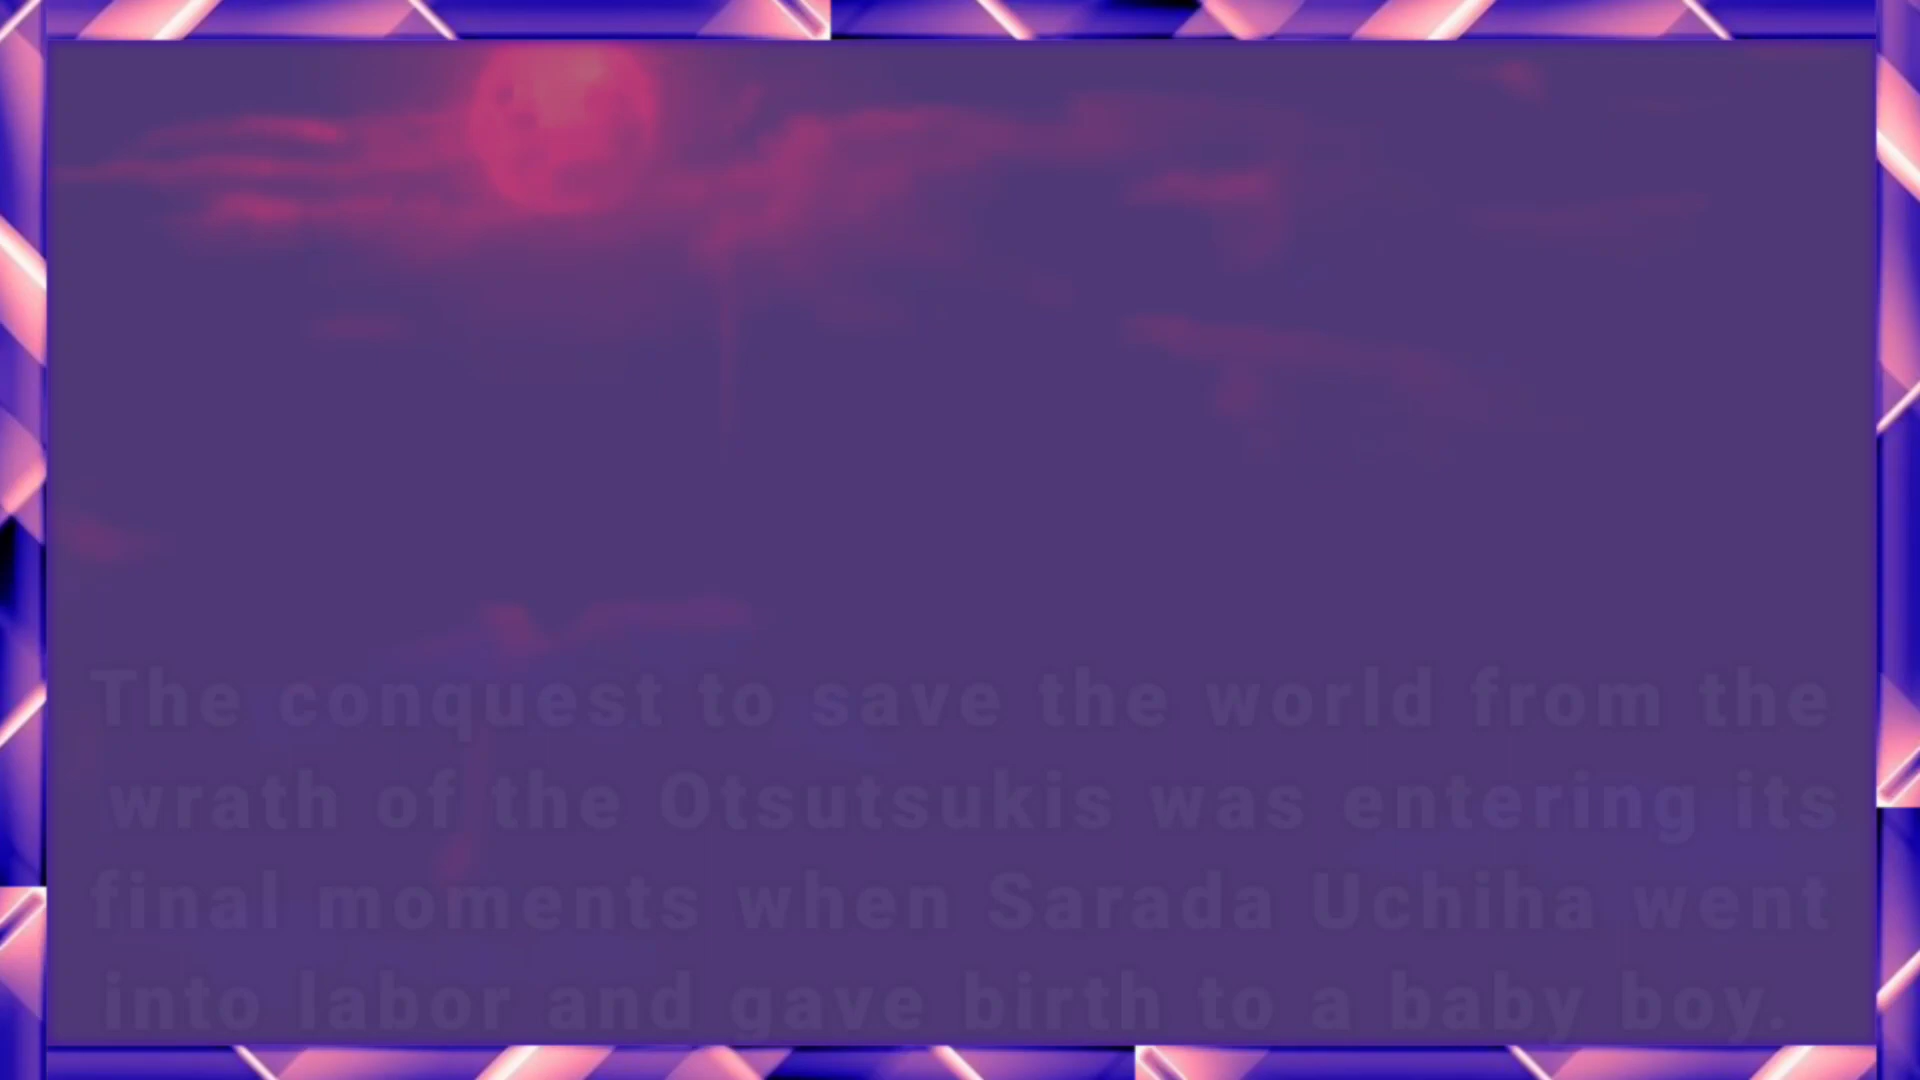 The conquest to save the world from the
wrath of the Otsutsukis was entering its
final moments when Sarada Uchiha went
into labor and gave birth to a baby boy.